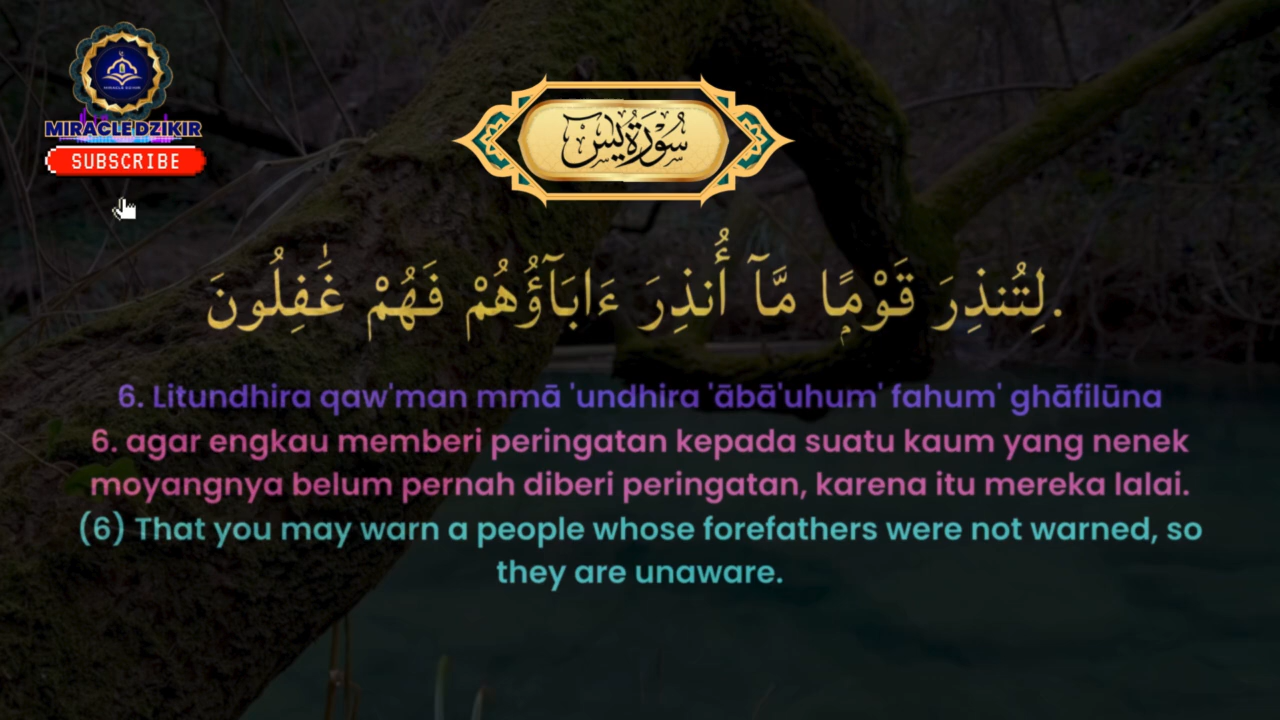 MIRACLEDZIKIR
SUBSCRIBE
سُورَةُ يس
لِتُنذِرَ قَوْمًۭا مَّآ أُنذِرَ ءَابَآؤُهُمْ فَهُمْ غَٰفِلُونَ.
6. Litundhira qaw'man mmā 'undhira 'ābā'uhum' fahum' ghāfilūna
6. agar engkau memberi peringatan kepada suatu kaum yang nenek
moyangnya belum pernah diberi peringatan, karena itu mereka lalai.
(6) That you may warn a people whose forefathers were not warned, so
they are unaware.